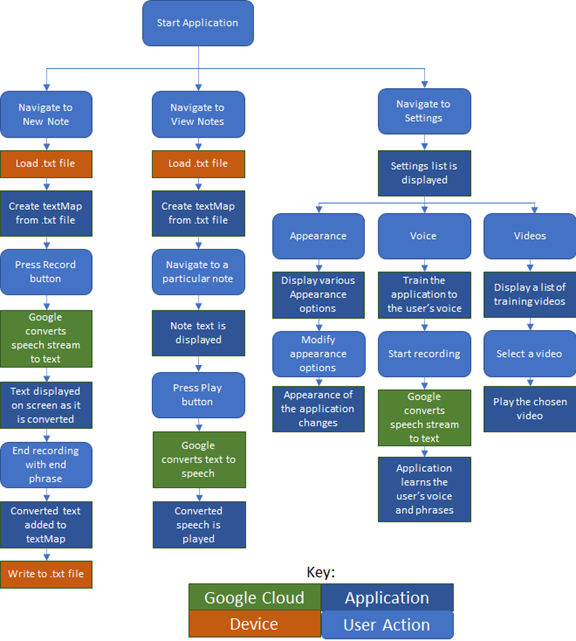 Start Application
Navigate to
New Note
Load .txt file
Create textMap
from .txt file
Press Record
button
Google
converts
speech stream
to text
Text displayed
on screen as it
is converted
End recording
with end
phrase
Converted text
added to
textMap
Write to .txt file
Navigate to
View Notes
Load .txt file
Create textMap
from .txt file
Navigate to a
particular note
Note text is
displayed
Press Play
button
Google
converts text to
speech
Converted
speech is
played
Navigate to
Settings
Settings list is
displayed
Appearance
Display various
Appearance
options
Modify
appearance
options
Appearance of
the application
changes
Voice
Train the
application to
the user's voice
Start recording
Google
converts
speech stream
to text
Application
learns the
user's voice
and phrases
Videos
Display a list of
training videos
Select a video
Play the chosen
video
Key:
Google Cloud
Application
Device
User Action